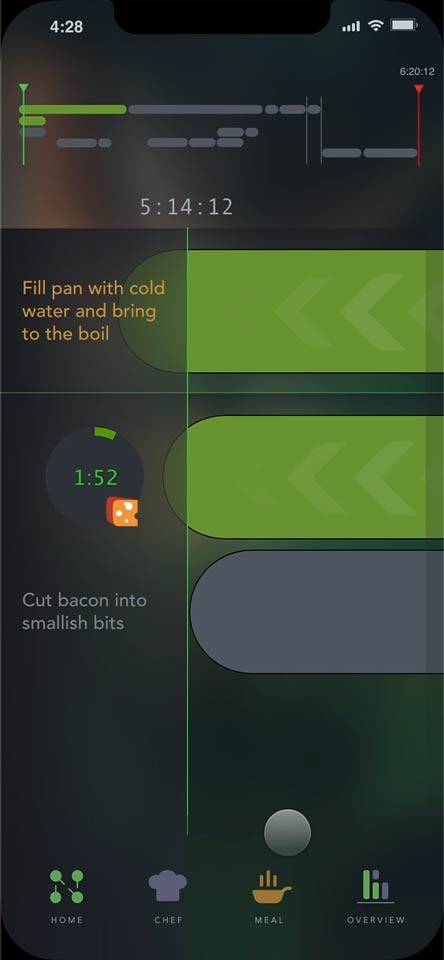 4:28
6:20:12
5:14:12
Fill pan with cold
water and bring
to the boil
1:52
Cut bacon into
smallish bits
HOME CHEF MEAL OVERVIEW